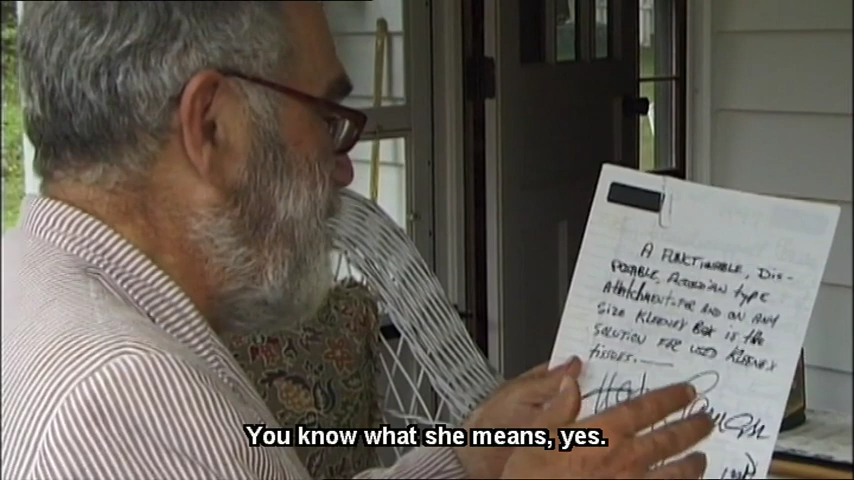 A FUNCTIONABLE, DIS-
POSABLE, ACCORDIAN type
AttAtchMENT-FOR AND ON ANY
SIZE KLEENEX BOX is the
SOLUTION FOR USED KLEENEX
tissues.
You know what she means, yes.